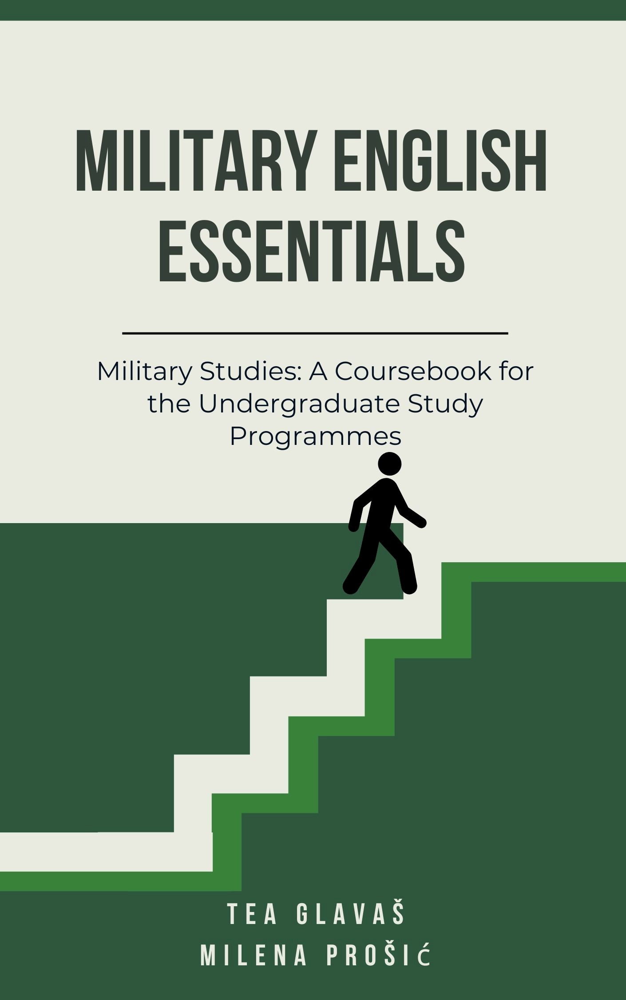 MILITARY ENGLISH
ESSENTIALS
Military Studies: A Coursebook for
the Undergraduate Study
Programmes
TEA GLAVAŠ
MILENA PROŠIĆ